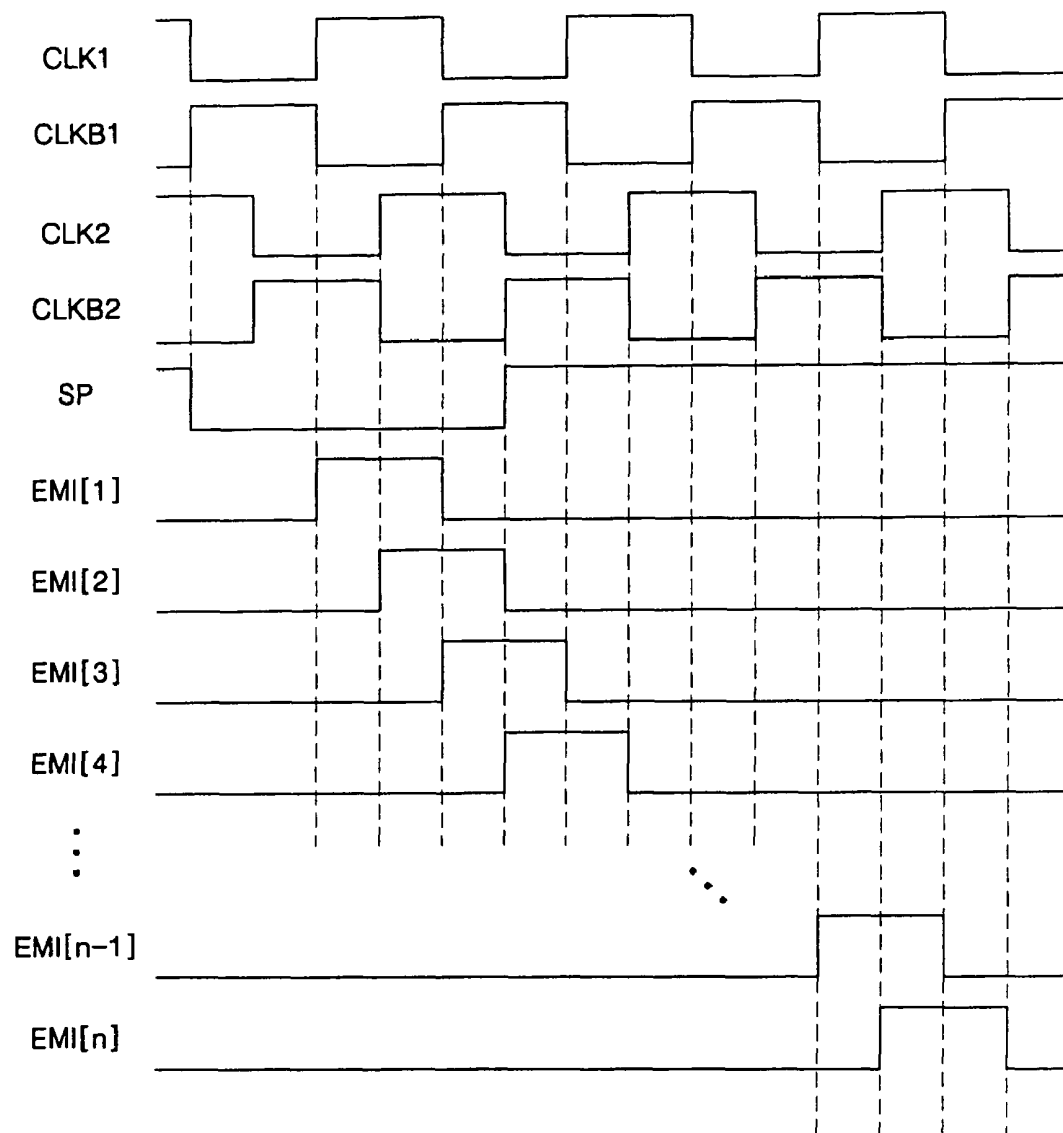 CLK1
CLKB1
CLK2
CLKB2
SP
EMI[1]
EMI[2]
EMI[3]
EMI[4]
EMI[n-1]
EMI[n]